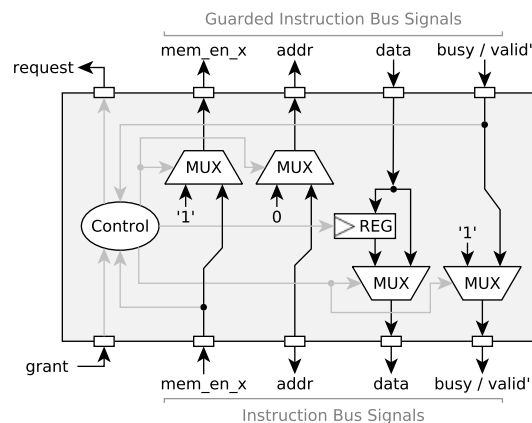 Guarded Instruction Bus Signals
mem_en_x addr data busy / valid'
request
MUX MUX
'1' 0
Control
REG
'1'
MUX MUX
grant
mem_en_x addr data busy / valid'
Instruction Bus Signals